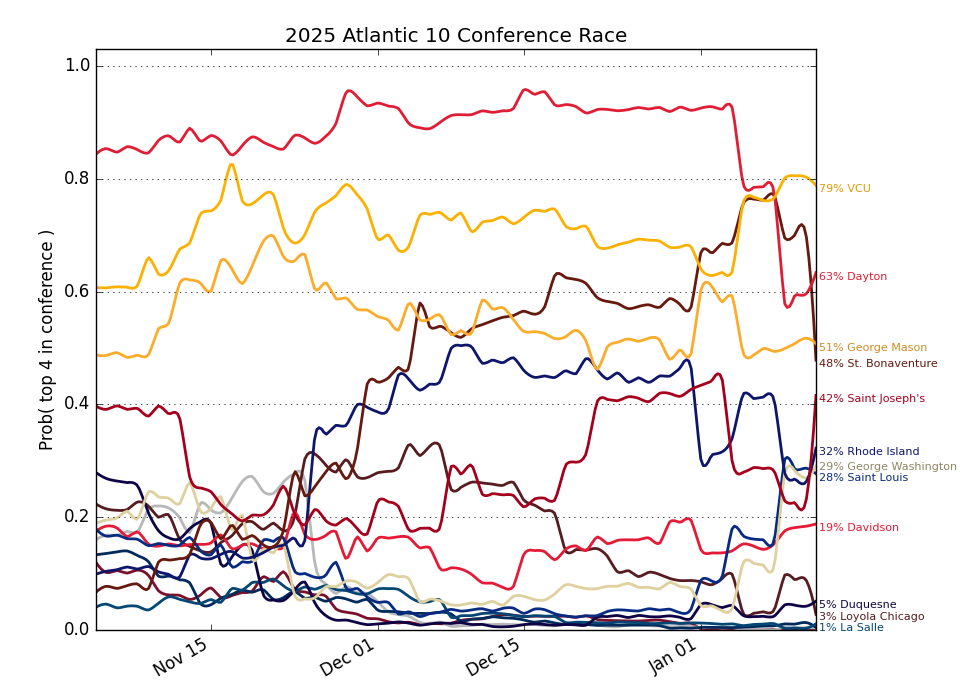 2025 Atlantic 10 Conference Race
Prob( top 4 in conference )
1.0
0.8
0.6
0.4
0.2
0.0
Nov 15
Dec 01
Dec 15
Jan 01
79% VCU
63% Dayton
51% George Mason
48% St. Bonaventure
42% Saint Joseph's
32% Rhode Island
29% George Washington
28% Saint Louis
19% Davidson
5% Duquesne
3% Loyola Chicago
1% La Salle